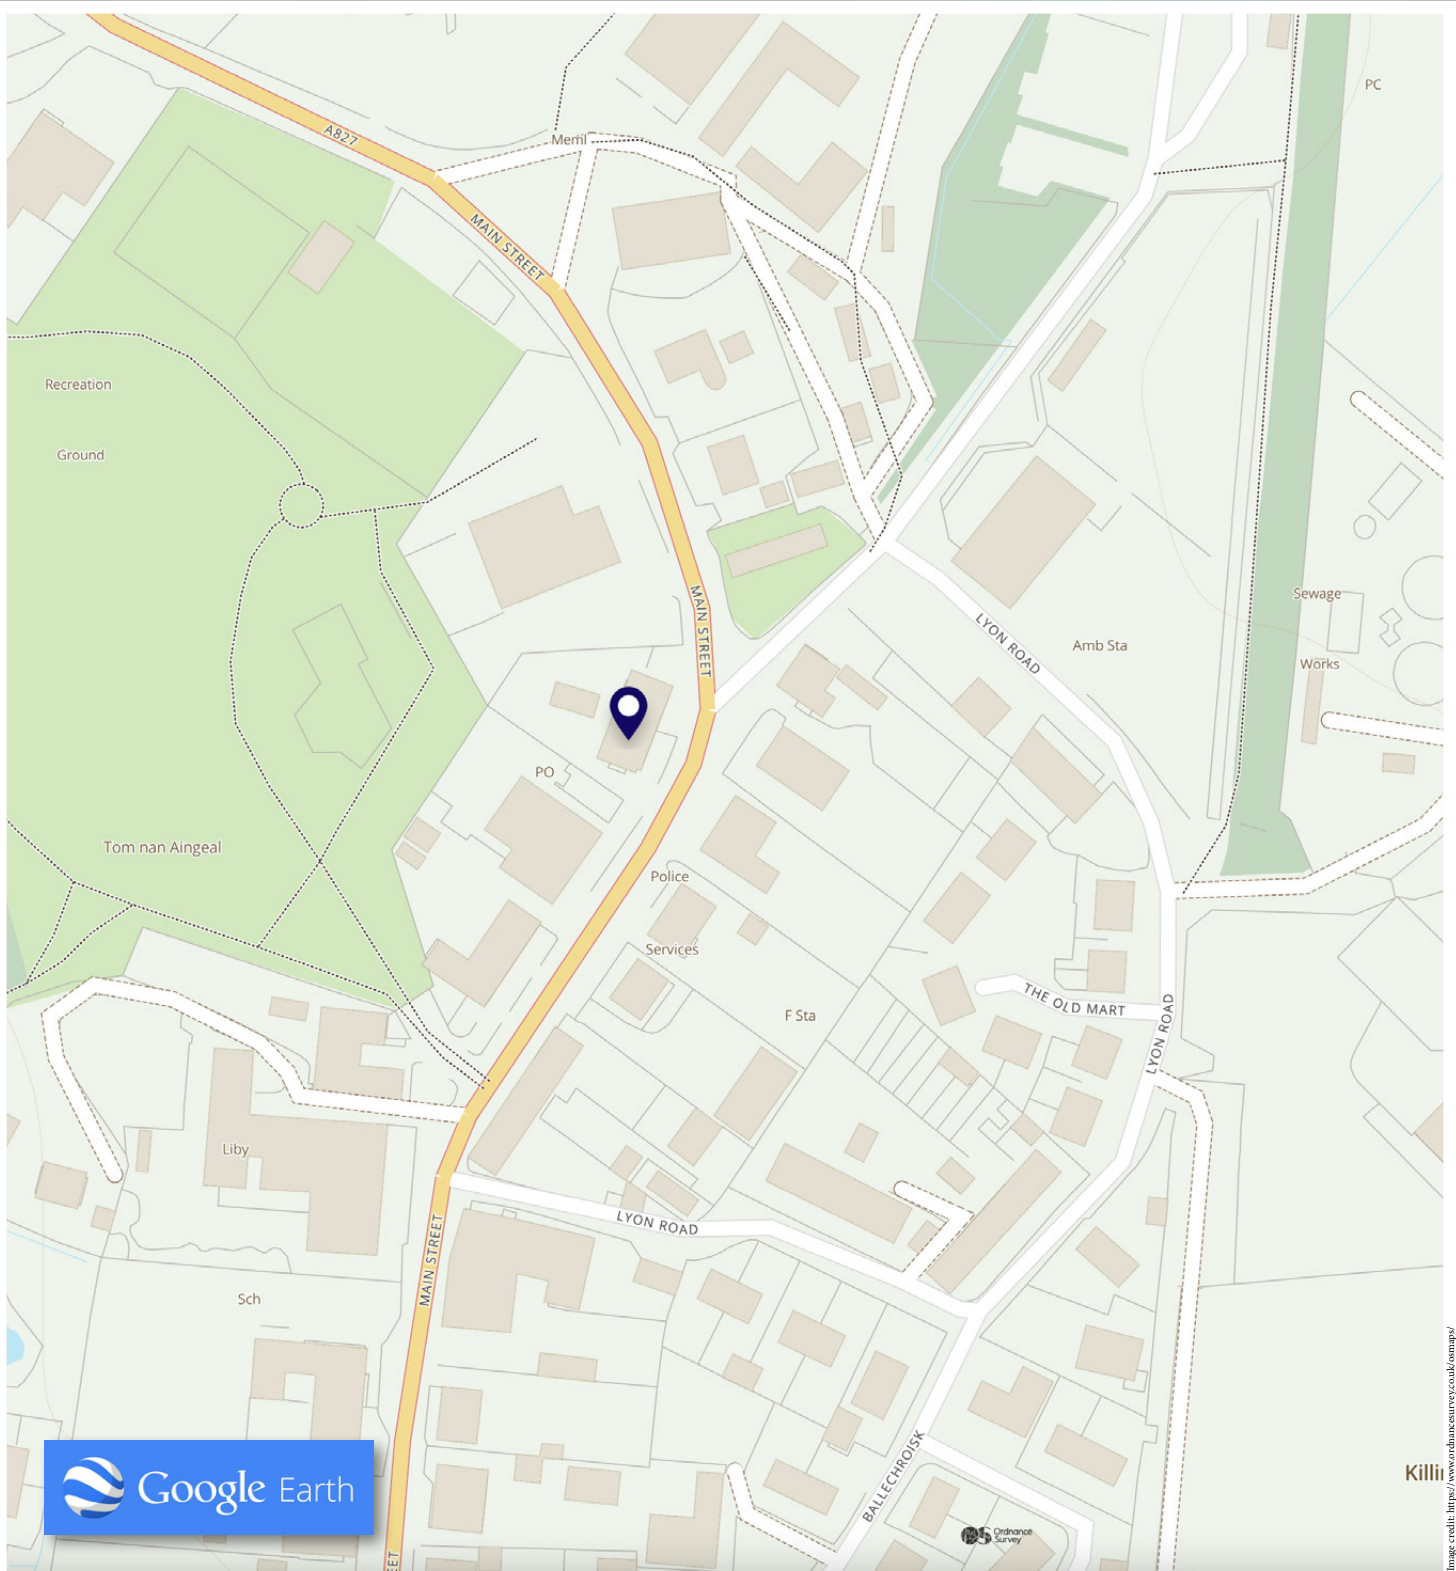 PC
A827
Meml
MAIN STREET
Recreation
Ground
MAIN STREET
LYON ROAD
Amb Sta
Sewage
Works
PO
Tom nan Aingeal
Police
Services
THE OLD MART
F Sta
LYON ROAD
Liby
LYON ROAD
MAIN STREET
Sch
BALLECHROISK
Killi
Google Earth
Ordnance
Survey
EET
Image credit: https://www.ordnancesurvey.co.uk/osmaps/